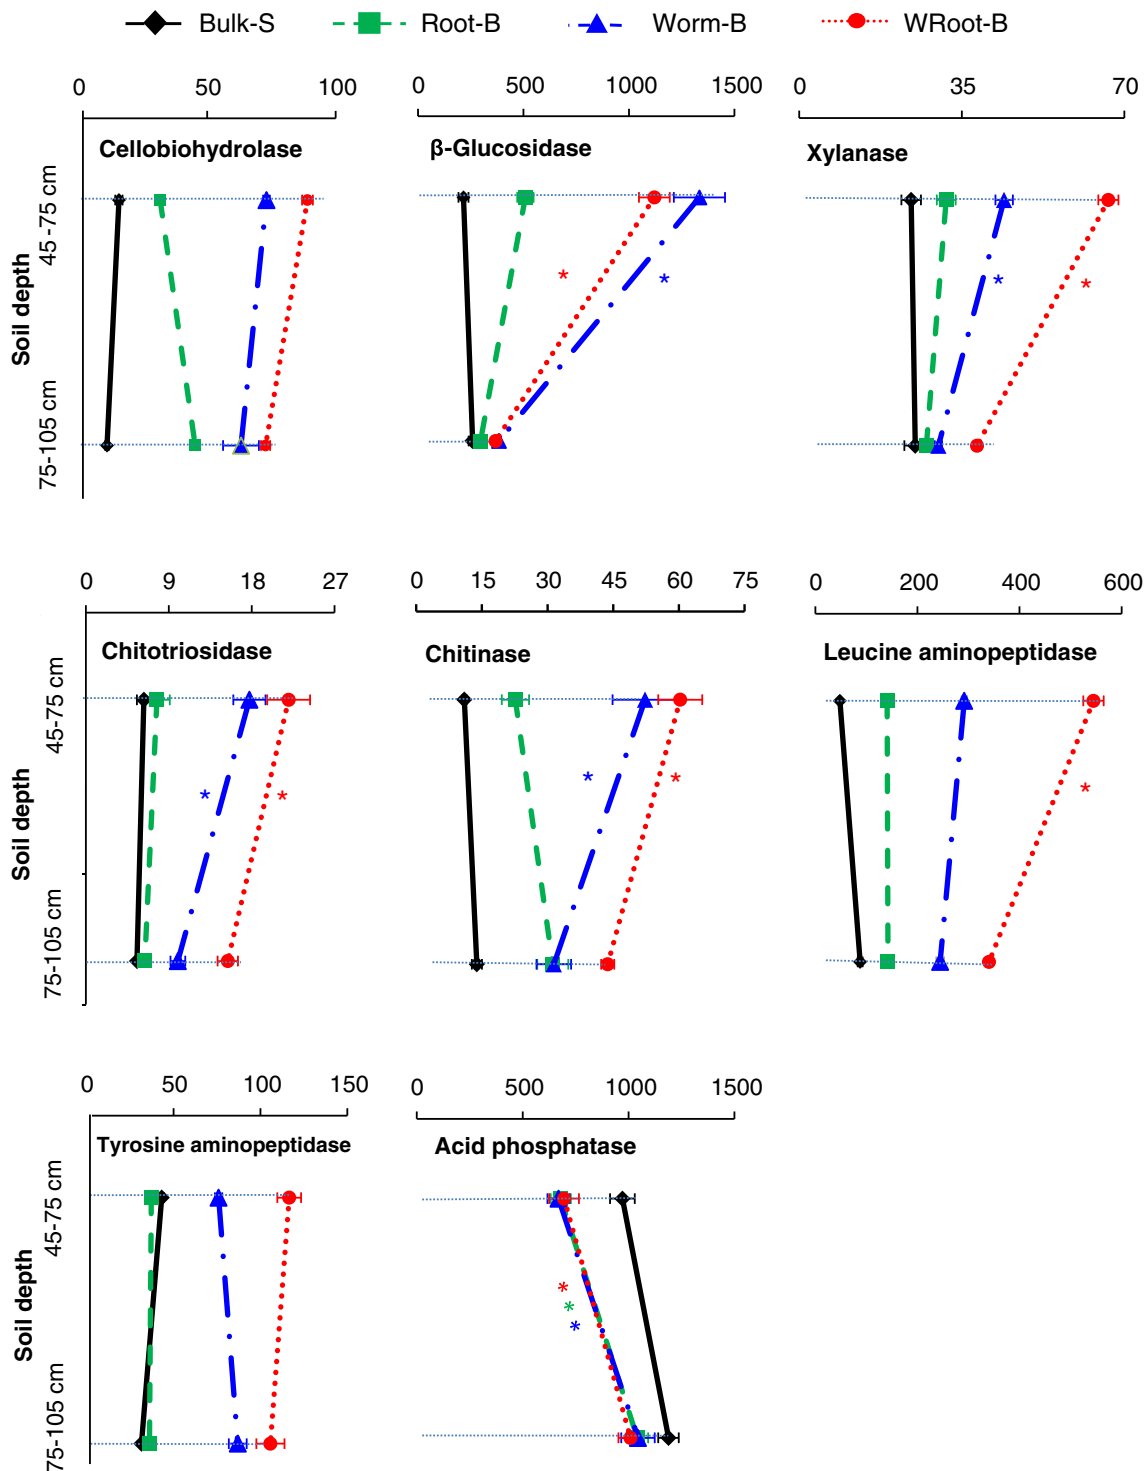 Bulk-S Root-B Worm-B WRoot-B
0 50 100
0 500 1000 1500
0 35 70
Cellobiohydrolase
β-Glucosidase
Xylanase
Soil depth
45 -75 cm
75-105 cm
*
*
*
*
0 9 18 27
0 15 30 45 60 75
0 200 400 600
Chitotriosidase
Chitinase
Leucine aminopeptidase
Soil depth
45-75 cm
75-105 cm
*
*
*
*
*
0 50 100 150
0 500 1000 1500
Tyrosine aminopeptidase
Acid phosphatase
Soil depth
45-75 cm
75-105 cm
*
*
*